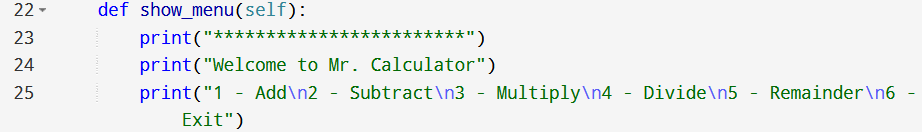 22 def show_menu(self):
23 print("************************")
24 print("Welcome to Mr. Calculator")
25 print("1 - Add\n2 - Subtract\n3 - Multiply\n4 - Divide\n5 - Remainder\n6 -
Exit")